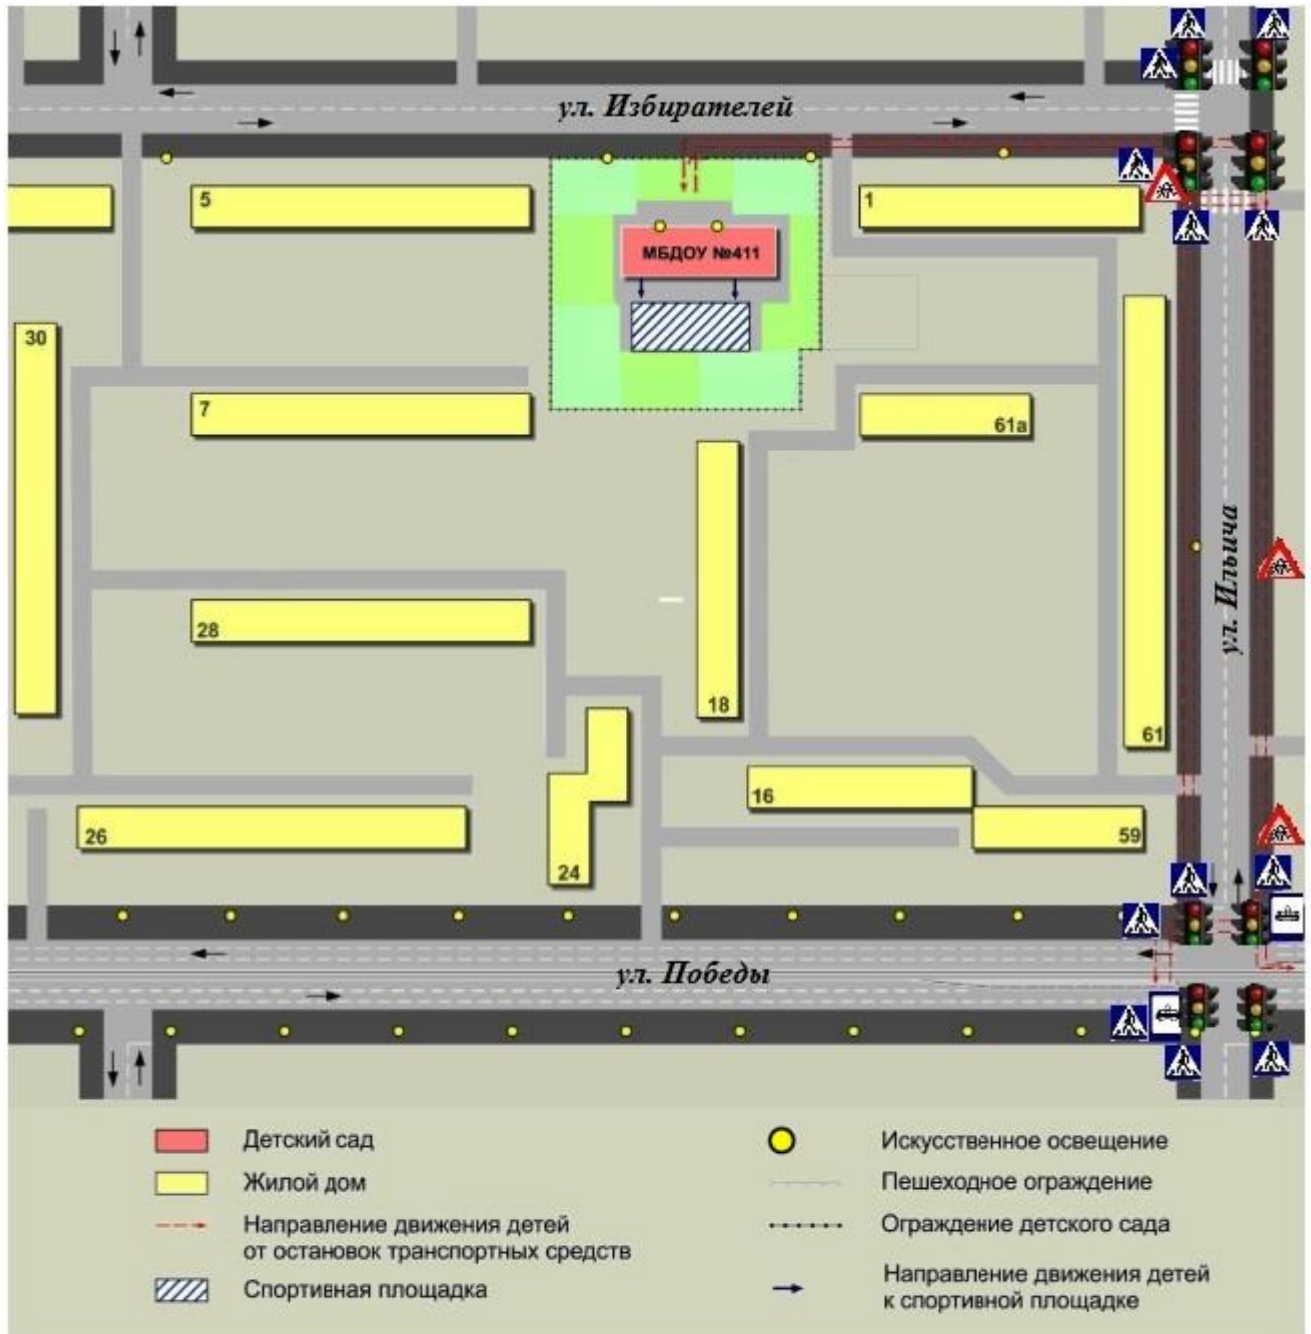 ул. Избирателей
5
1
МБДОУ №411
30
7
61а
ул. Ильича
28
18
61
16
26
24
59
ул. Победы
Детский сад
Жилой дом
Направление движения детей
от остановок транспортных средств
Спортивная площадка
Искусственное освещение
Пешеходное ограждение
Ограждение детского сада
Направление движения детей
к спортивной площадке